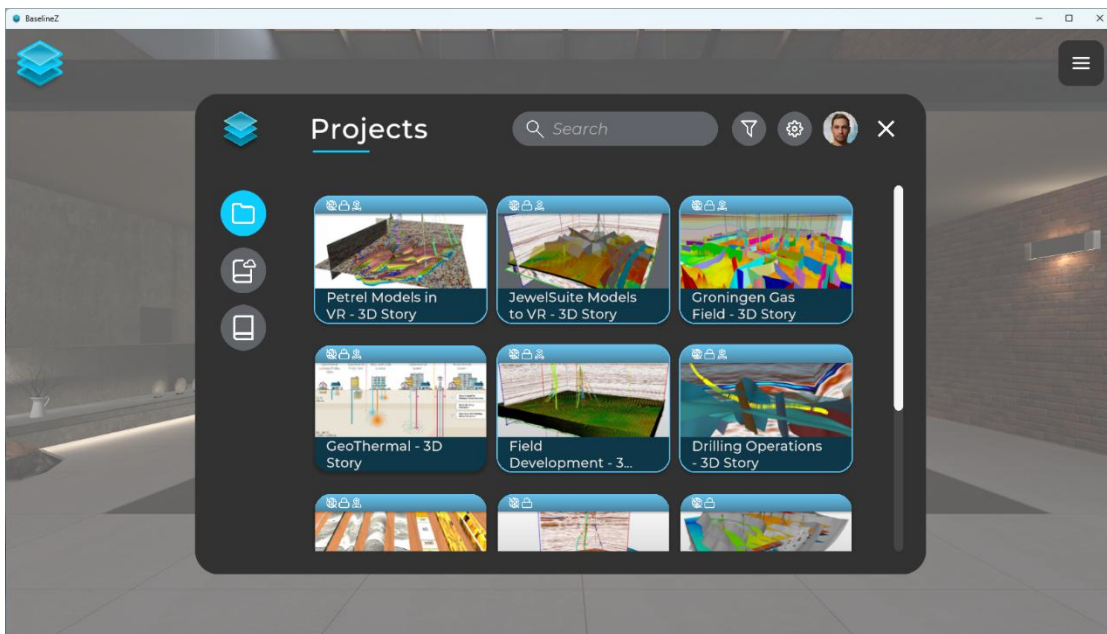 BaselineZ
Projects
Search
Petrel Models in
VR - 3D Story
JewelSuite Models
to VR - 3D Story
Groningen Gas
Field - 3D Story
GeoThermal - 3D
Story
Field
Development - 3...
Drilling Operations
- 3D Story